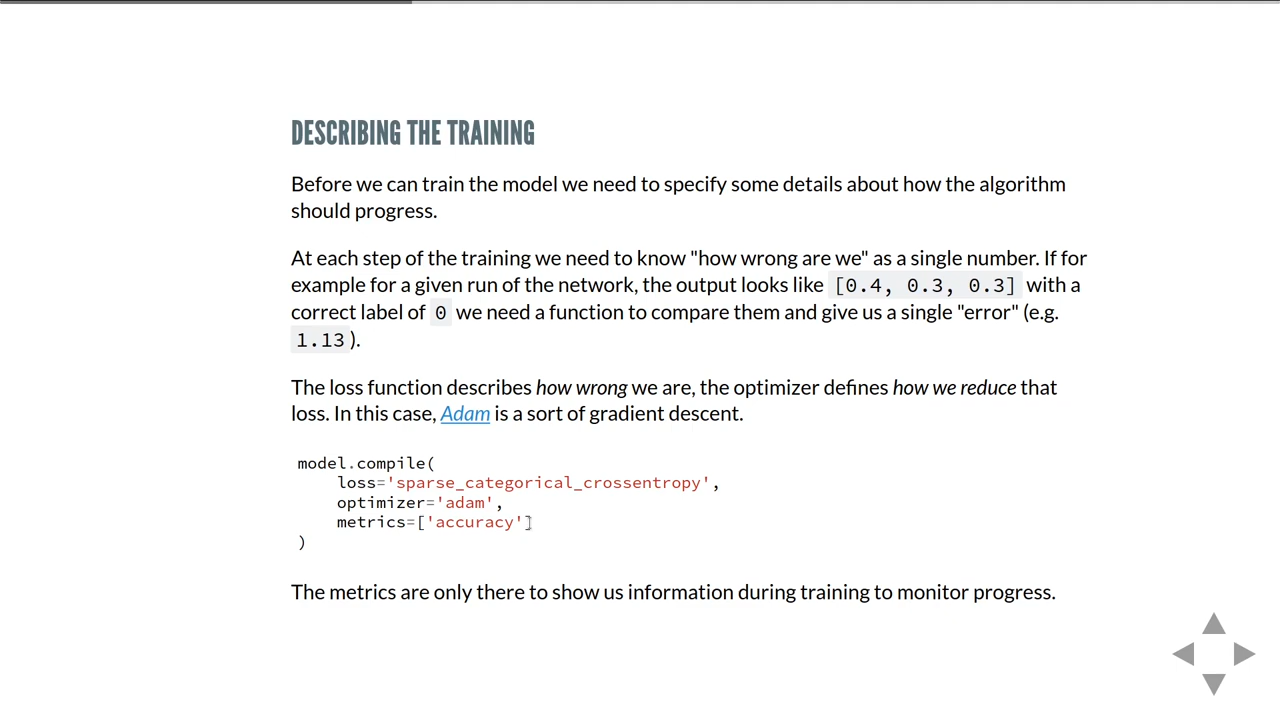 DESCRIBING THE TRAINING
Before we can train the model we need to specify some details about how the algorithm
should progress.
At each step of the training we need to know "how wrong are we" as a single number. If for
example for a given run of the network, the output looks like [0.4, 0.3, 0.3] with a
correct label of 0 we need a function to compare them and give us a single "error" (e.g.
1.13 ).
The loss function describes how wrong we are, the optimizer defines how we reduce that
loss. In this case, Adam is a sort of gradient descent.
model.compile(
    loss='sparse_categorical_crossentropy',
    optimizer='adam',
    metrics=['accuracy']
)
The metrics are only there to show us information during training to monitor progress.